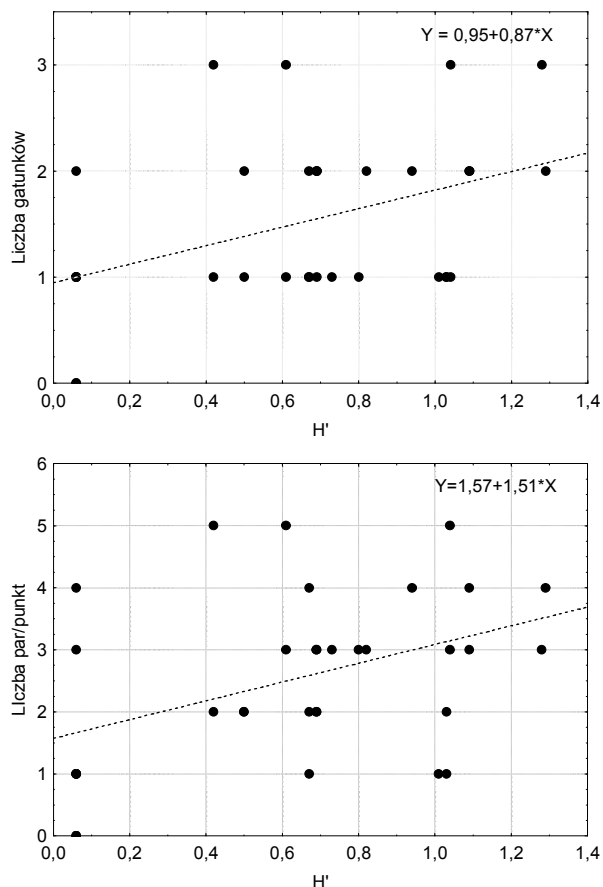 Y = 0,95+0,87*X
Liczba gatunków
3
2
1
0
0,0 0,2 0,4 0,6 0,8 1,0 1,2 1,4
H'
Y=1,57+1,51*X
LIczba par/punkt
6
5
4
3
2
1
0
0,0 0,2 0,4 0,6 0,8 1,0 1,2 1,4
H'